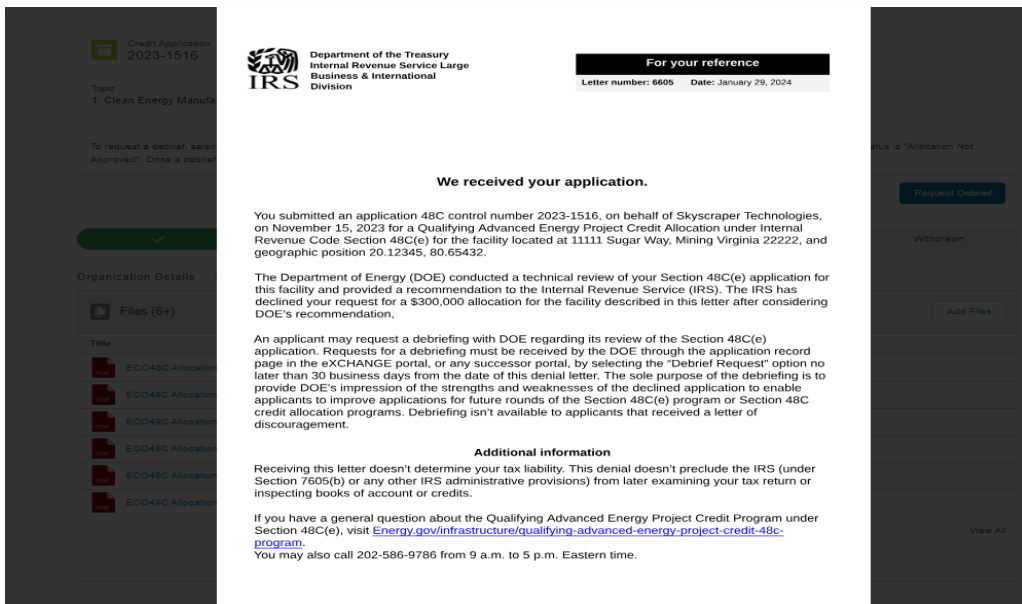 Credit Application
2023-1516
Topic
1. Clean Energy Manufa
To request a debrief, selec
Approved". Once a debrief
atus is "Allocation Not
Request Debrief
Withdrawn
Organization Details
Files (6+)
Add Files
Title
PDF ECO48C Allocation
PDF ECO48C Allocation
PDF ECO48C Allocation
PDF ECO48C Allocation
PDF ECO48C Allocation
PDF ECO48C Allocation
View All
IRS
Department of the Treasury
Internal Revenue Service Large
Business & International
Division
For your reference
Letter number: 6605 Date: January 29, 2024
We received your application.
You submitted an application 48C control number 2023-1516, on behalf of Skyscraper Technologies,
on November 15, 2023 for a Qualifying Advanced Energy Project Credit Allocation under Internal
Revenue Code Section 48C(e) for the facility located at 11111 Sugar Way, Mining Virginia 22222, and
geographic position 20.12345, 80.65432.
The Department of Energy (DOE) conducted a technical review of your Section 48C(e) application for
this facility and provided a recommendation to the Internal Revenue Service (IRS). The IRS has
declined your request for a $300,000 allocation for the facility described in this letter after considering
DOE's recommendation,
An applicant may request a debriefing with DOE regarding its review of the Section 48C(e)
application. Requests for a debriefing must be received by the DOE through the application record
page in the eXCHANGE portal, or any successor portal, by selecting the “Debrief Request” option no
later than 30 business days from the date of this denial letter. The sole purpose of the debriefing is to
provide DOE's impression of the strengths and weaknesses of the declined application to enable
applicants to improve applications for future rounds of the Section 48C(e) program or Section 48C
credit allocation programs. Debriefing isn't available to applicants that received a letter of
discouragement.
Additional information
Receiving this letter doesn't determine your tax liability. This denial doesn't preclude the IRS (under
Section 7605(b) or any other IRS administrative provisions) from later examining your tax return or
inspecting books of account or credits.
If you have a general question about the Qualifying Advanced Energy Project Credit Program under
Section 48C(e), visit Energy.gov/infrastructure/qualifying-advanced-energy-project-credit-48c-
program.
You may also call 202-586-9786 from 9 a.m. to 5 p.m. Eastern time.